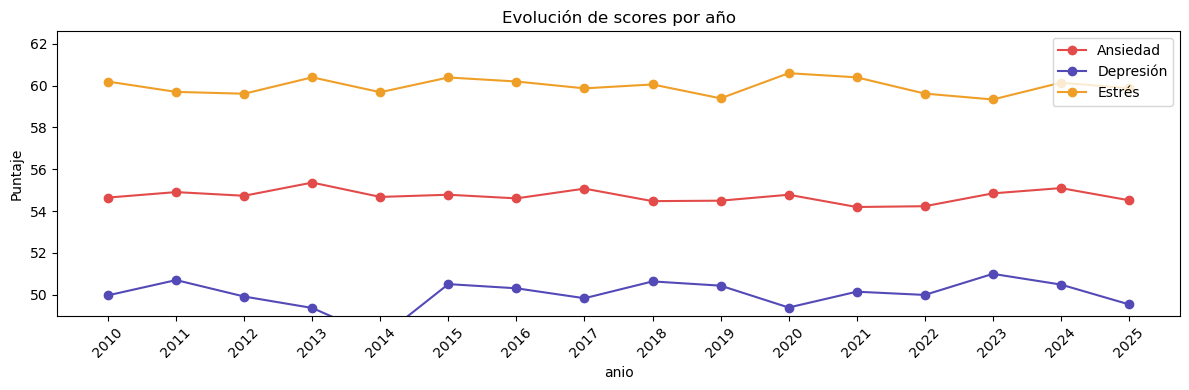 Evolución de scores por año
Puntaje
62
60
58
56
54
52
50
Ansiedad
Depresión
Estrés
2010 2011 2012 2013 2014 2015 2016 2017 2018 2019 2020 2021 2022 2023 2024 2025
anio